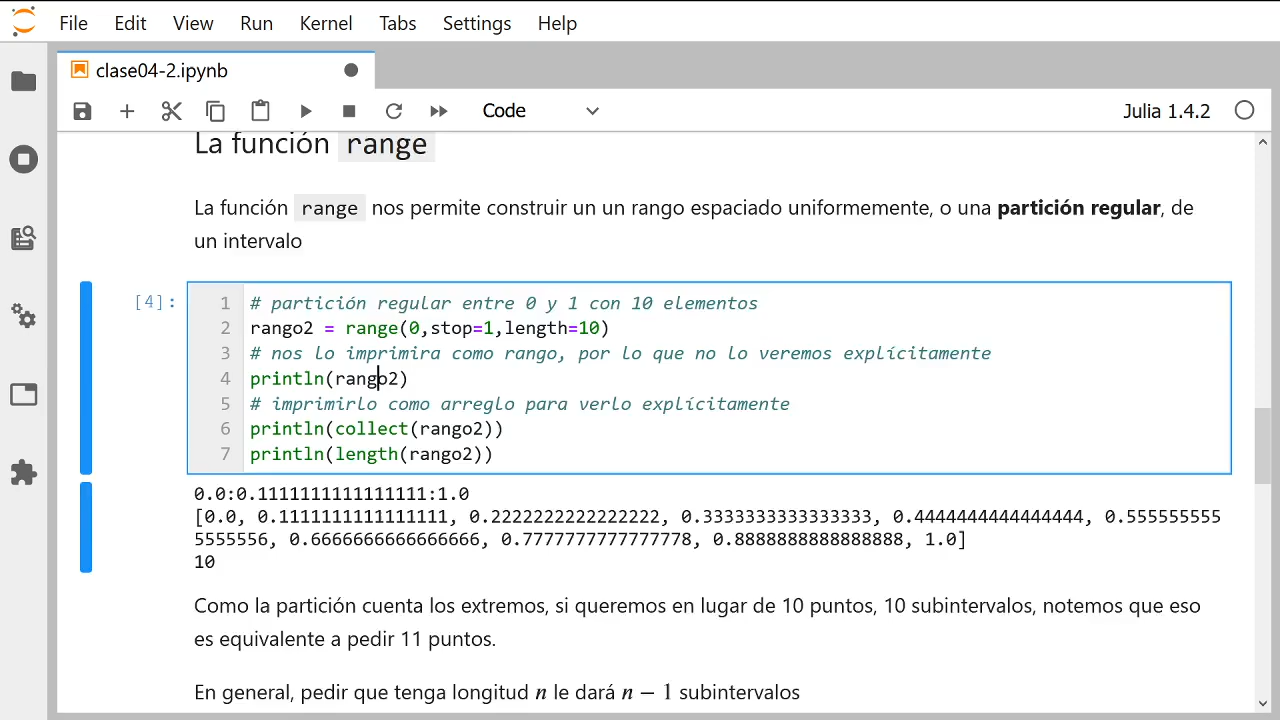 File Edit View Run Kernel Tabs Settings Help
clase04-2.ipynb
Code Julia 1.4.2
La función range
La función range nos permite construir un un rango espaciado uniformemente, o una partición regular, de
un intervalo
[4]:
1 # partición regular entre 0 y 1 con 10 elementos
2 rango2 = range(0,stop=1,length=10)
3 # nos lo imprimira como rango, por lo que no lo veremos explícitamente
4 println(rango2)
5 # imprimirlo como arreglo para verlo explícitamente
6 println(collect(rango2))
7 println(length(rango2))
0.0:0.1111111111111111:1.0
[0.0, 0.1111111111111111, 0.2222222222222222, 0.3333333333333333, 0.4444444444444444, 0.555555555
5555556, 0.6666666666666666, 0.7777777777777778, 0.8888888888888888, 1.0]
10
Como la partición cuenta los extremos, si queremos en lugar de 10 puntos, 10 subintervalos, notemos que eso
es equivalente a pedir 11 puntos.
En general, pedir que tenga longitud n le dará n − 1 subintervalos